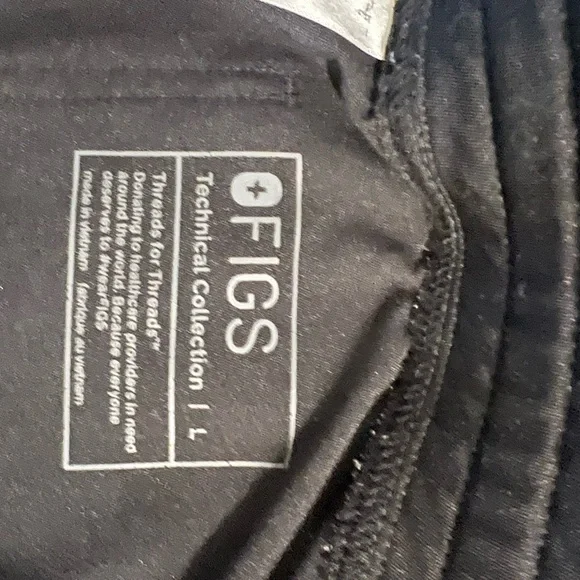 FIGS
Technical Collection | L
Threads for Threads™
Donating to healthcare providers in need
around the world. Because everyone
deserves to #wearFIGS
made in vietnam fabriqué au vietnam